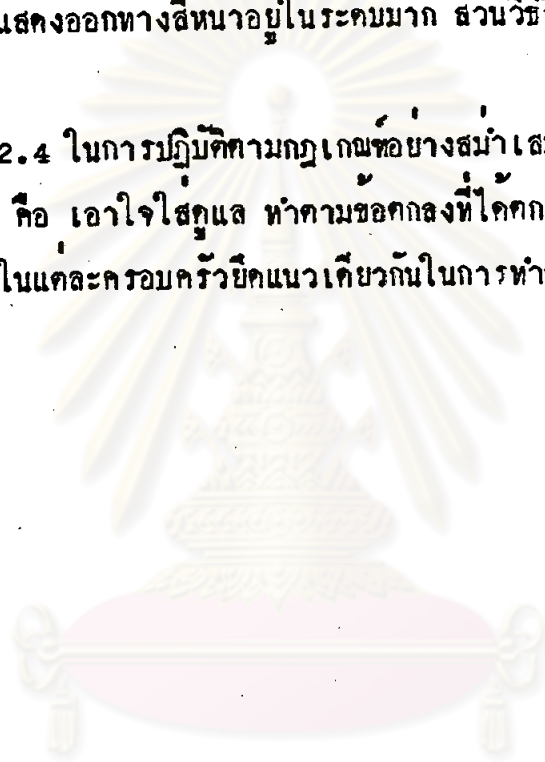 แสดงออกทางสีหนาอยู่ในระดับมาก สวนวิธี
2.4 ในการปฏิบัติตามกฎเกณฑ์อย่างสม่ำเส
คือ เอาใจใส่ดูแล ทำตามข้อตกลงที่ได้ตก
ในแต่ละครอบครัวยึดแนวเดียวกันในการทำ